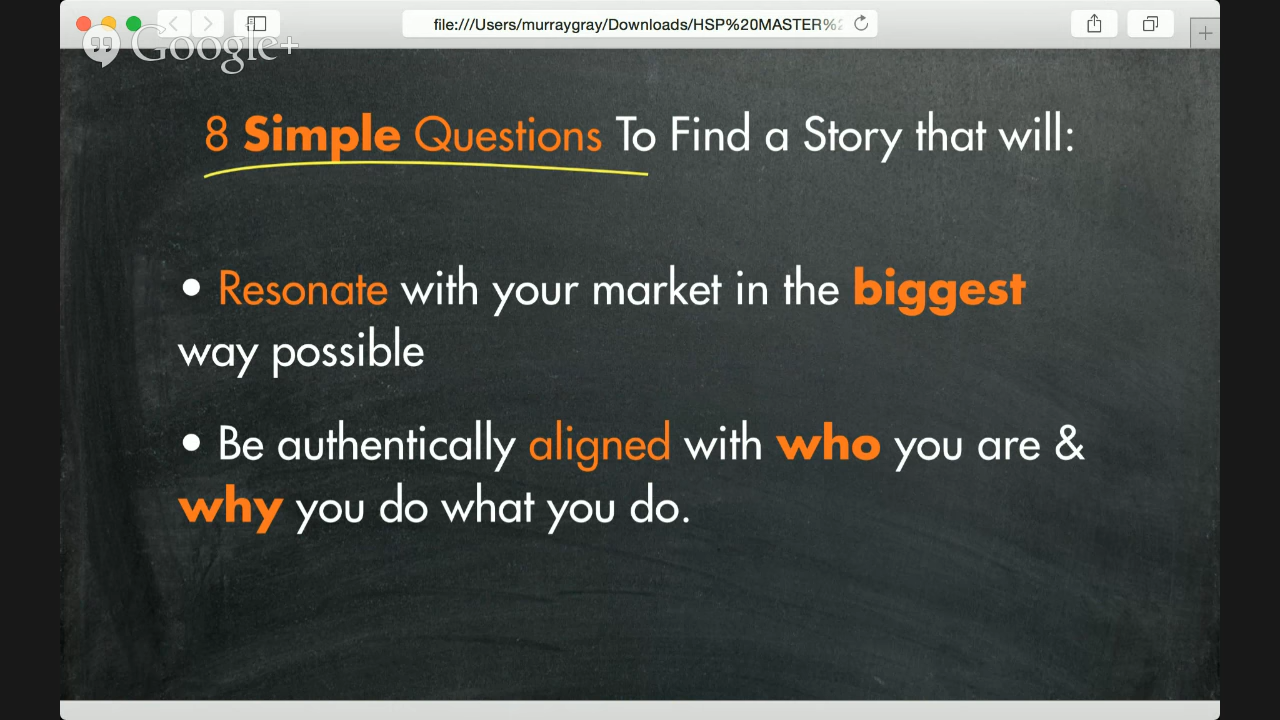 file:///Users/murraygray/Downloads/HSP%20MASTER%2
Google+
8 Simple Questions To Find a Story that will:
• Resonate with your market in the biggest
way possible
• Be authentically aligned with who you are &
why you do what you do.